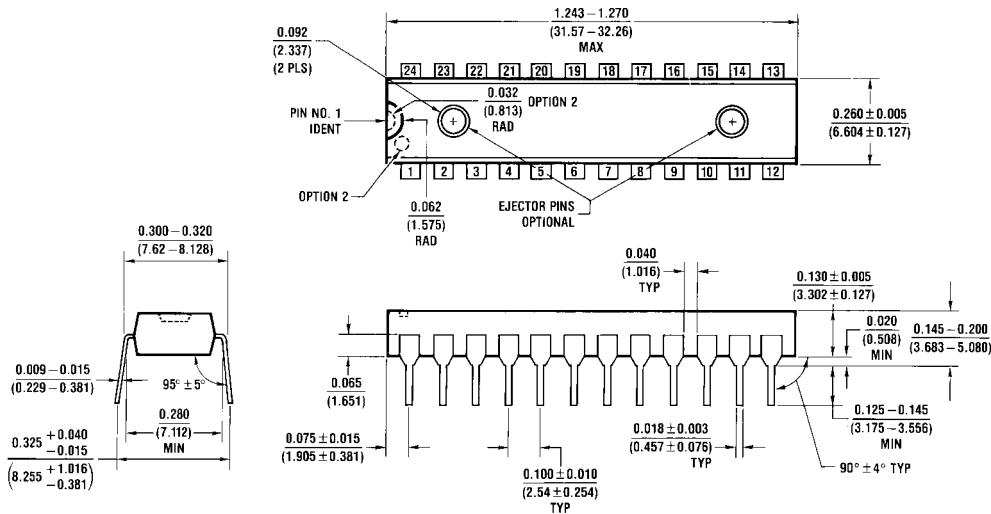 1.243 – 1.270
(31.57 – 32.26)
MAX
0.092
(2.337)
(2 PLS)
24 23 22 21 20 19 18 17 16 15 14 13
0.032
(0.813)
RAD
OPTION 2
PIN NO. 1
IDENT
0.260 ± 0.005
(6.604 ± 0.127)
1 2 3 4 5 6 7 8 9 10 11 12
OPTION 2
0.062
(1.575)
RAD
EJECTOR PINS
OPTIONAL
0.300 – 0.320
(7.62 – 8.128)
0.040
(1.016)
TYP
0.130 ± 0.005
(3.302 ± 0.127)
0.020
(0.508)
MIN
0.145 – 0.200
(3.683 – 5.080)
0.009 – 0.015
(0.229 – 0.381)
95° ± 5°
0.065
(1.651)
0.280
(7.112)
MIN
0.125 – 0.145
(3.175 – 3.556)
MIN
0.325 +0.040
–0.015
(8.255 +1.016
–0.381)
0.075 ± 0.015
(1.905 ± 0.381)
0.018 ± 0.003
(0.457 ± 0.076)
TYP
90° ± 4° TYP
0.100 ± 0.010
(2.54 ± 0.254)
TYP